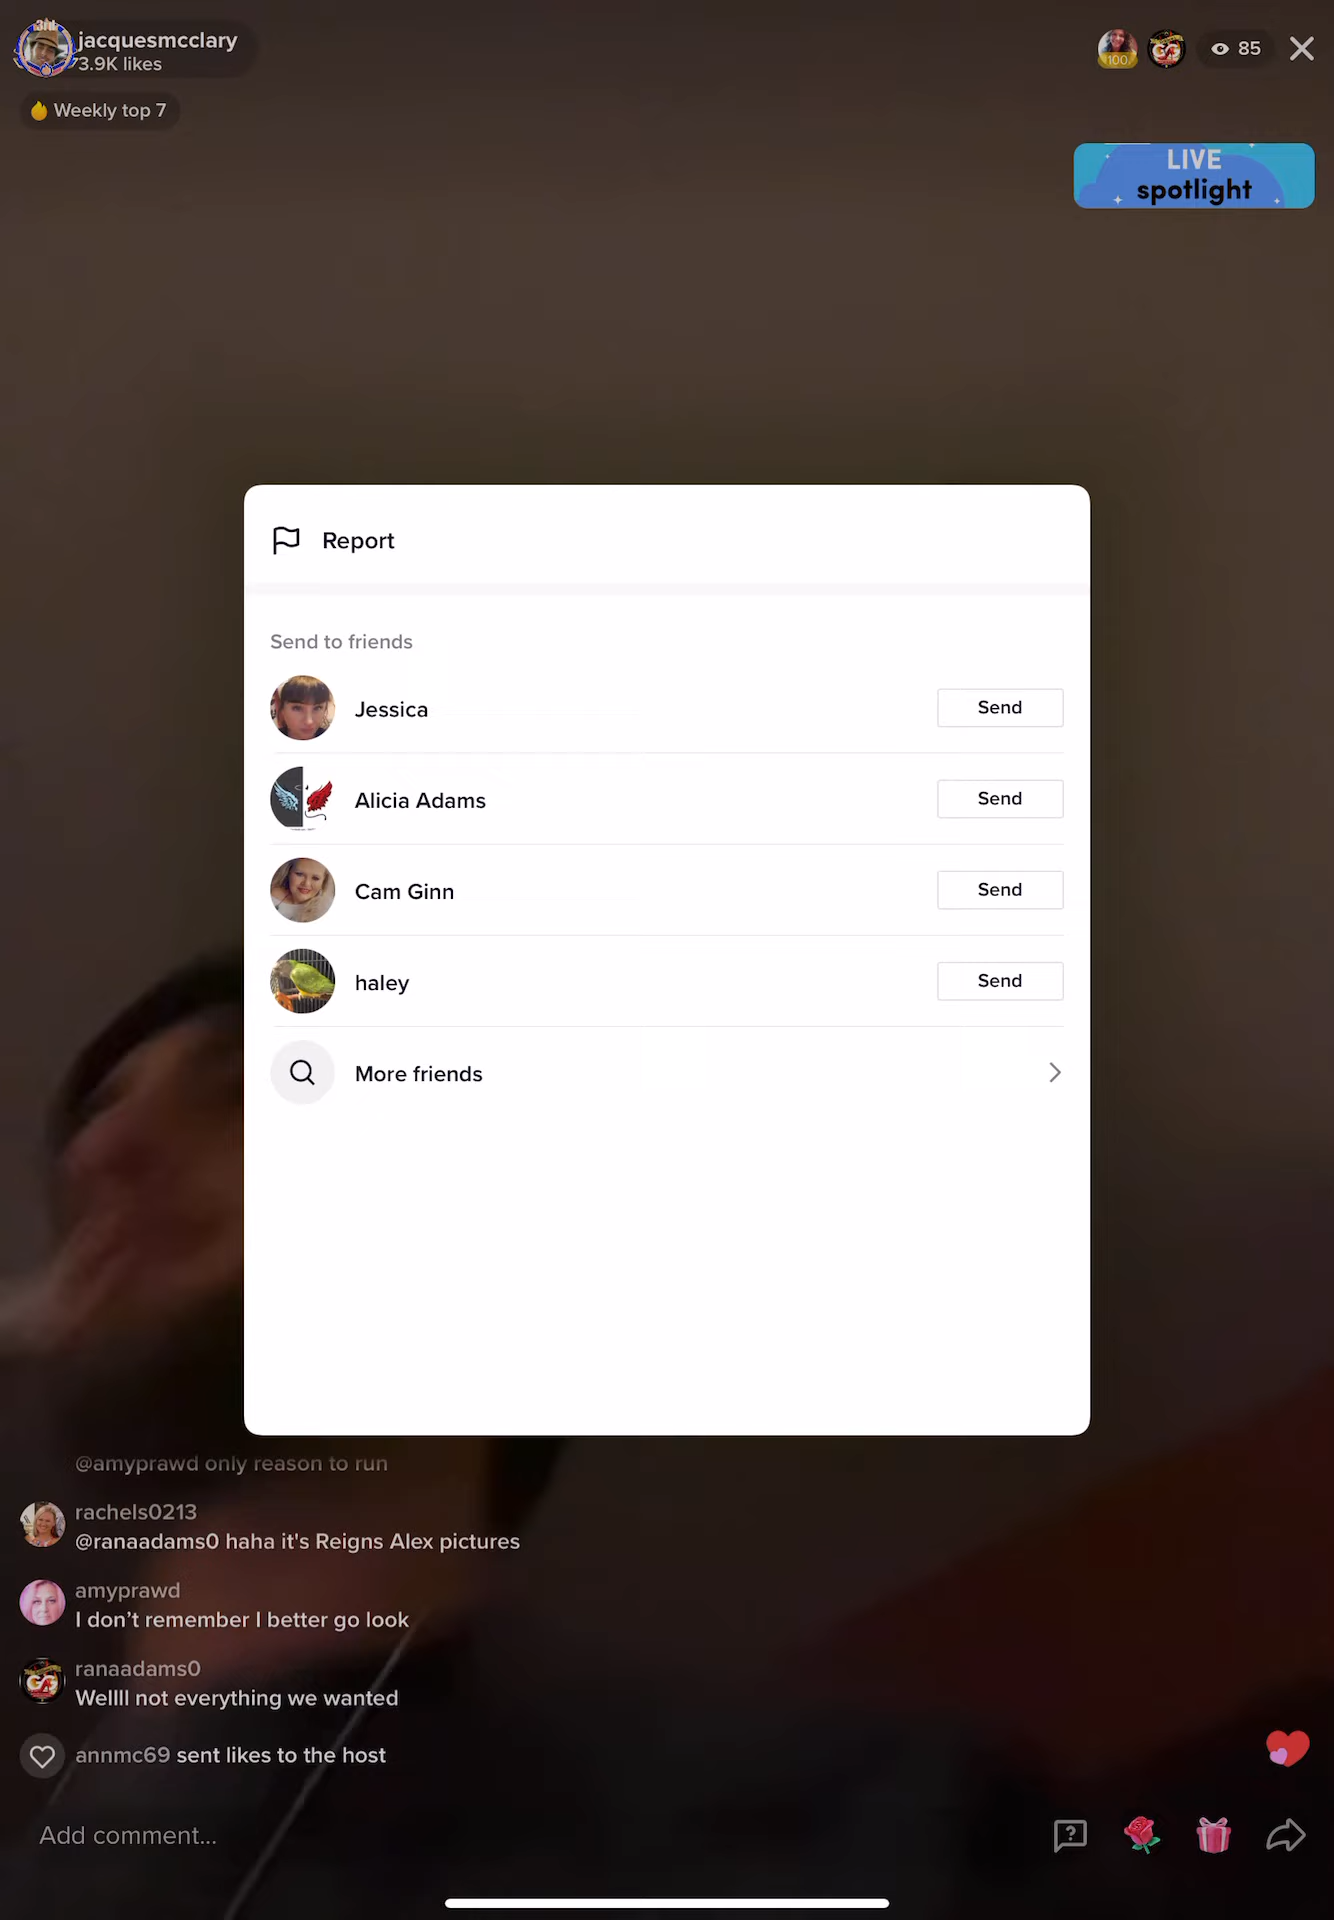 3rd
jacquesmcclary
3.9K likes
100
85
Weekly top 7
LIVE
spotlight
Report
Send to friends
Jessica
Send
Alicia Adams
Send
Cam Ginn
Send
haley
Send
More friends
@amyprawd only reason to run
rachels0213
@ranaadams0 haha it's Reigns Alex pictures
amyprawd
I don’t remember I better go look
ranaadams0
Wellll not everything we wanted
annmc69 sent likes to the host
Add comment...